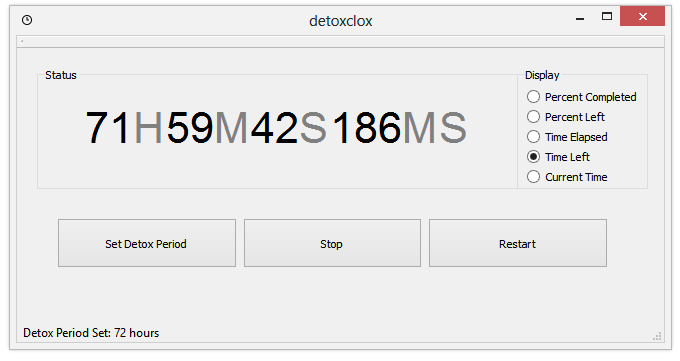 detoxclox
Status
71H59M42S186MS
Display
Percent Completed
Percent Left
Time Elapsed
Time Left
Current Time
Set Detox Period
Stop
Restart
Detox Period Set: 72 hours